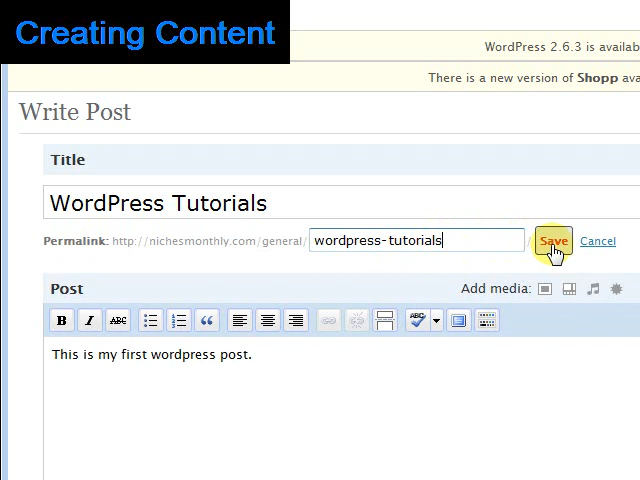 Creating Content
WordPress 2.6.3 is availab
There is a new version of Shopp ava
Write Post
Title
WordPress Tutorials
Permalink: http://nichesmonthly.com/general/ wordpress-tutorials / Save Cancel
Post Add media:
B I ABC ABC
This is my first wordpress post.